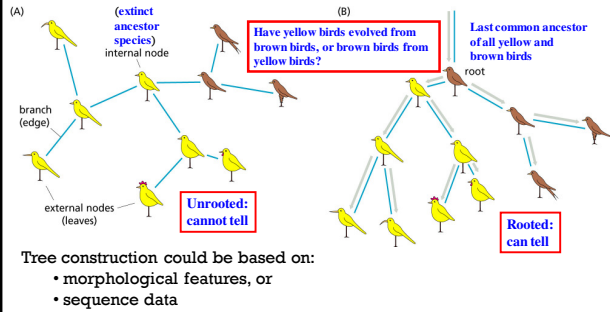 (A)
(extinct
ancestor
species)
internal node
branch
(edge)
external nodes
(leaves)
Unrooted:
cannot tell
Have yellow birds evolved from
brown birds, or brown birds from
yellow birds?
(B)
Last common ancestor
of all yellow and
brown birds
root
Rooted:
can tell
Tree construction could be based on:
• morphological features, or
• sequence data